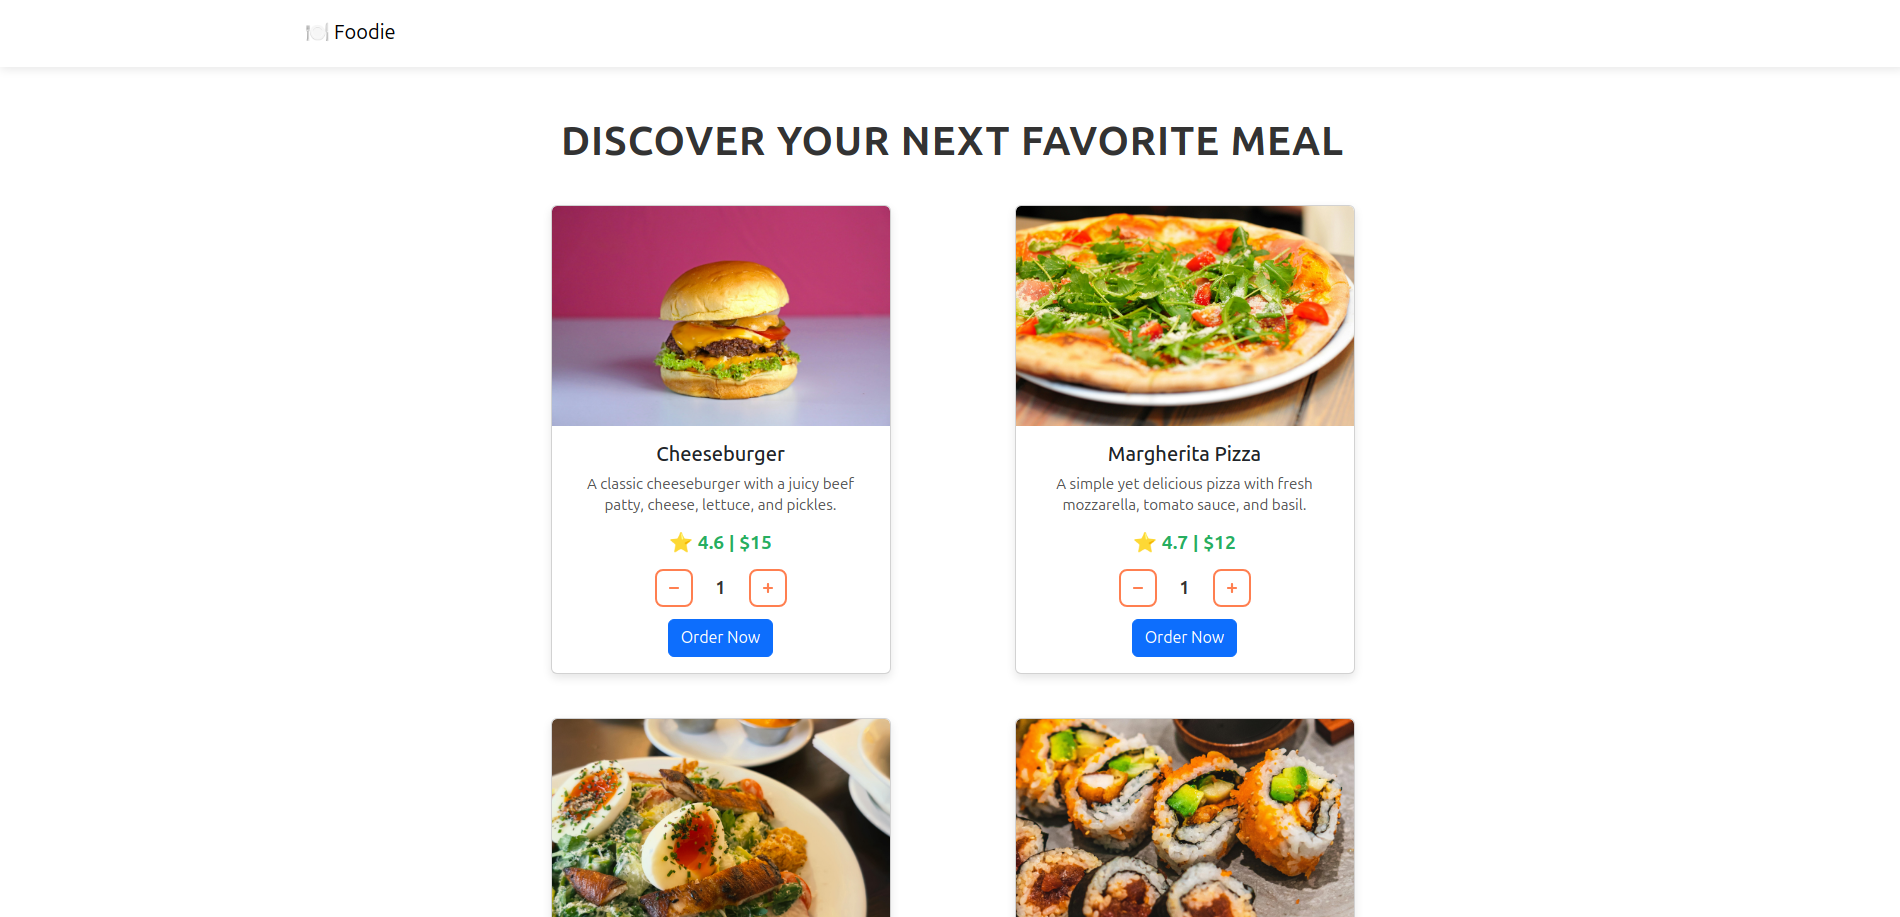 🍽️ Foodie
DISCOVER YOUR NEXT FAVORITE MEAL
Cheeseburger
A classic cheeseburger with a juicy beef
patty, cheese, lettuce, and pickles.
⭐ 4.6 | $15
− 1 +
Order Now
Margherita Pizza
A simple yet delicious pizza with fresh
mozzarella, tomato sauce, and basil.
⭐ 4.7 | $12
− 1 +
Order Now